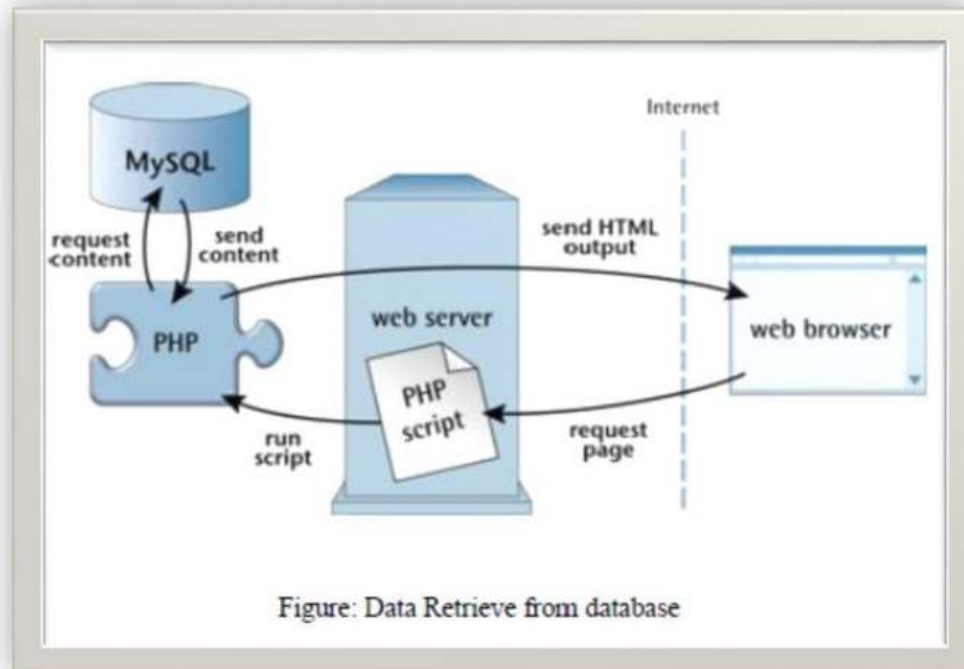 Internet
MySQL
request
content
send
content
send HTML
output
PHP
web server
web browser
PHP
script
run
script
request
page
Figure: Data Retrieve from database